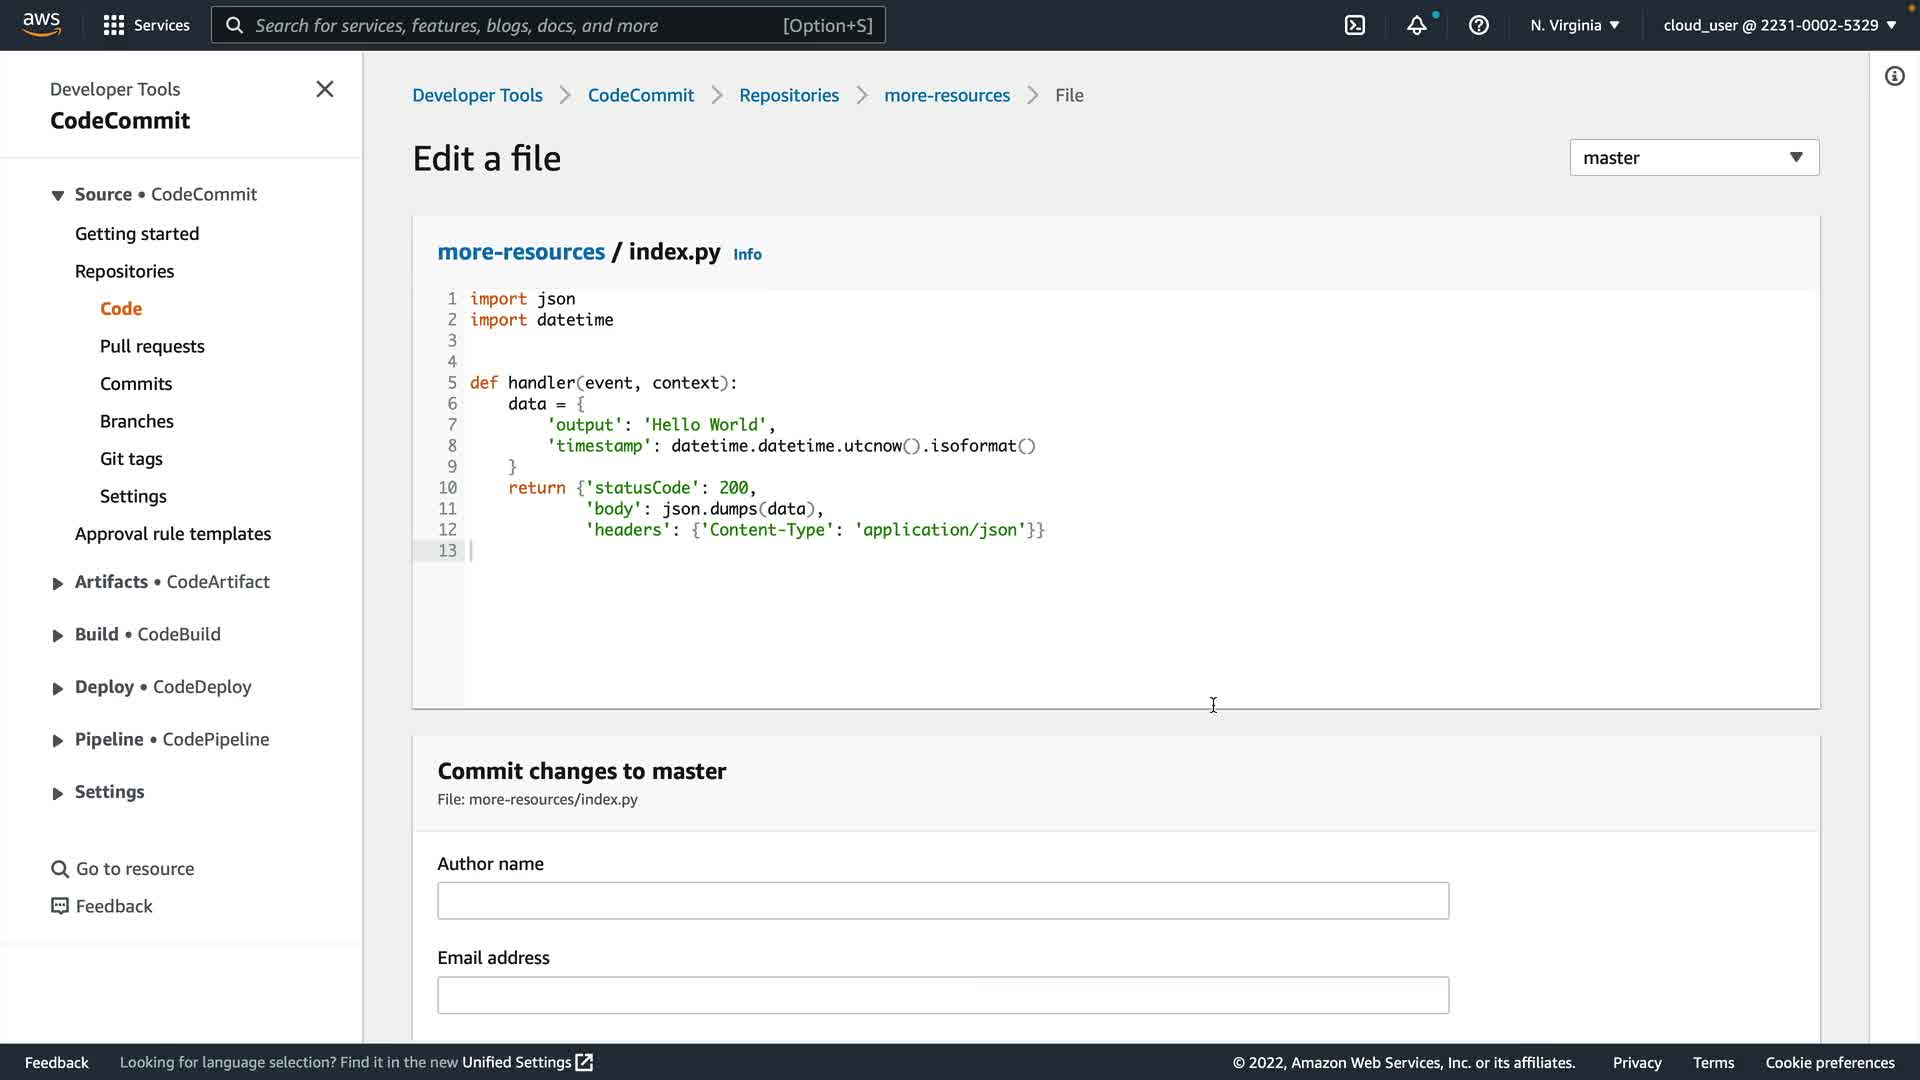 aws
Services
Search for services, features, blogs, docs, and more
[Option+S]
N. Virginia
cloud_user @ 2231-0002-5329
Developer Tools
CodeCommit
Source • CodeCommit
Getting started
Repositories
Code
Pull requests
Commits
Branches
Git tags
Settings
Approval rule templates
Artifacts • CodeArtifact
Build • CodeBuild
Deploy • CodeDeploy
Pipeline • CodePipeline
Settings
Go to resource
Feedback
Developer Tools > CodeCommit > Repositories > more-resources > File
Edit a file
master
more-resources / index.py Info
1 import json
2 import datetime
3
4
5 def handler(event, context):
6     data = {
7         'output': 'Hello World',
8         'timestamp': datetime.datetime.utcnow().isoformat()
9     }
10     return {'statusCode': 200,
11             'body': json.dumps(data),
12             'headers': {'Content-Type': 'application/json'}}
13
Commit changes to master
File: more-resources/index.py
Author name
Email address
Feedback
Looking for language selection? Find it in the new Unified Settings
© 2022, Amazon Web Services, Inc. or its affiliates.
Privacy
Terms
Cookie preferences